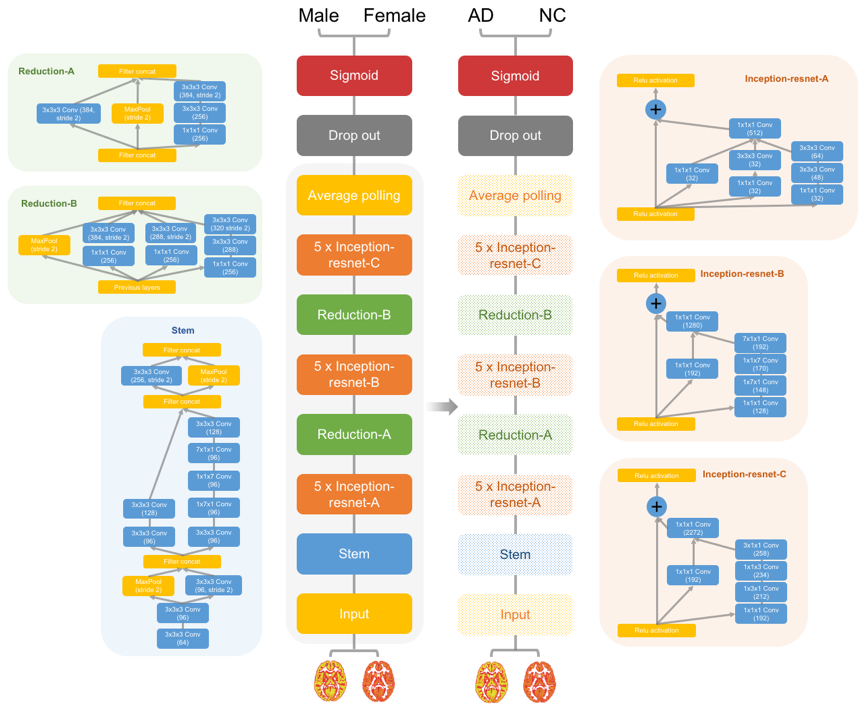 Male Female
AD NC
Reduction-A
Filter concat
3x3x3 Conv
(384, stride 2)
3x3x3 Conv (384,
stride 2)
MaxPool
(stride 2)
3x3x3 Conv
(256)
1x1x1 Conv
(256)
Filter concat
Reduction-B
Filter concat
MaxPool
(stride 2)
3x3x3 Conv
(384, stride 2)
1x1x1 Conv
(256)
3x3x3 Conv
(288, stride 2)
1x1x1 Conv
(256)
3x3x3 Conv
(320 stride 2)
3x3x3 Conv
(288)
1x1x1 Conv
(256)
Previous layers
Stem
Filter concat
3x3x3 Conv
(256, stride 2)
MaxPool
(stride 2)
Filter concat
3x3x3 Conv
(128)
7x1x1 Conv
(96)
1x1x7 Conv
(96)
1x7x1 Conv
(96)
3x3x3 Conv
(96)
3x3x3 Conv
(128)
3x3x3 Conv
(96)
Filter concat
MaxPool
(stride 2)
3x3x3 Conv
(96, stride 2)
3x3x3 Conv
(96)
3x3x3 Conv
(64)
Sigmoid
Drop out
Average polling
5 x Inception-
resnet-C
Reduction-B
5 x Inception-
resnet-B
Reduction-A
5 x Inception-
resnet-A
Stem
Input
Sigmoid
Drop out
Average polling
5 x Inception-
resnet-C
Reduction-B
5 x Inception-
resnet-B
Reduction-A
5 x Inception-
resnet-A
Stem
Input
Inception-resnet-A
Relu activation
+
1x1x1 Conv
(512)
1x1x1 Conv
(32)
3x3x3 Conv
(32)
1x1x1 Conv
(32)
3x3x3 Conv
(64)
3x3x3 Conv
(48)
1x1x1 Conv
(32)
Relu activation
Inception-resnet-B
Relu activation
+
1x1x1 Conv
(1280)
1x1x1 Conv
(192)
7x1x1 Conv
(192)
1x1x7 Conv
(170)
1x7x1 Conv
(148)
1x1x1 Conv
(128)
Relu activation
Inception-resnet-C
Relu activation
+
1x1x1 Conv
(2272)
1x1x1 Conv
(192)
3x1x1 Conv
(258)
1x1x3 Conv
(234)
1x3x1 Conv
(212)
1x1x1 Conv
(192)
Relu activation